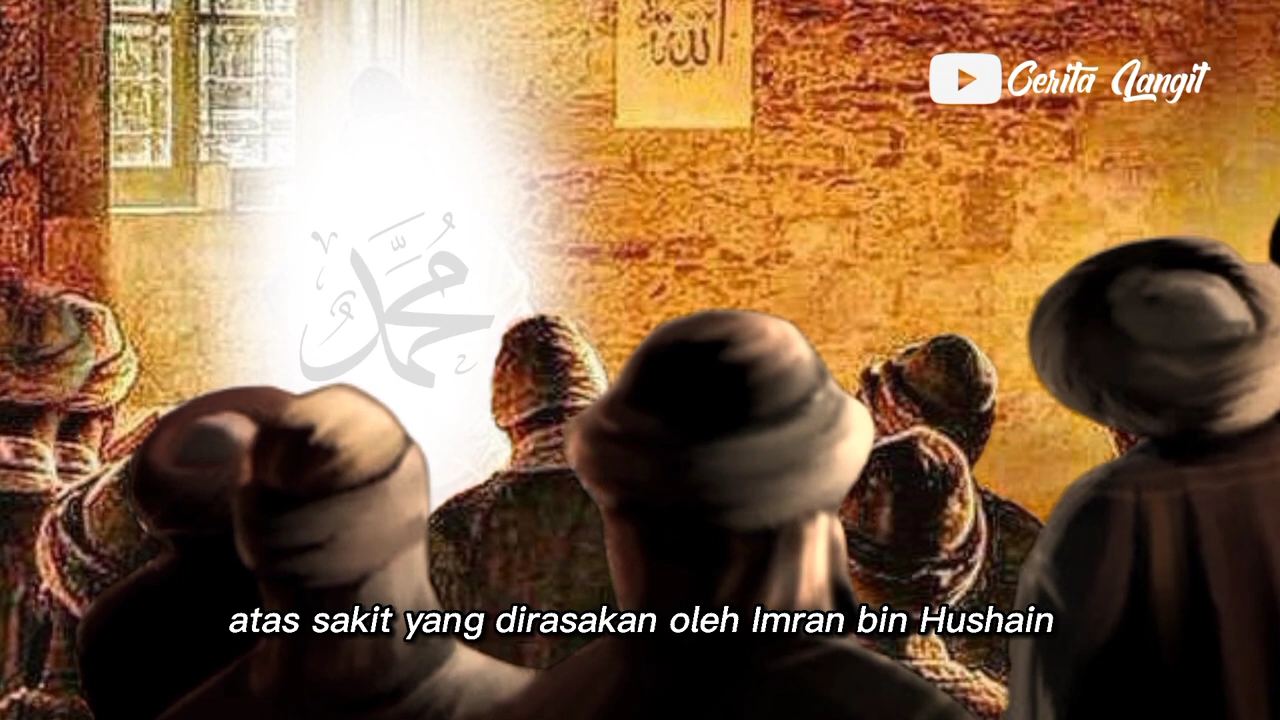 الله
Cerita Langit
محمد
atas sakit yang dirasakan oleh Imran bin Hushain